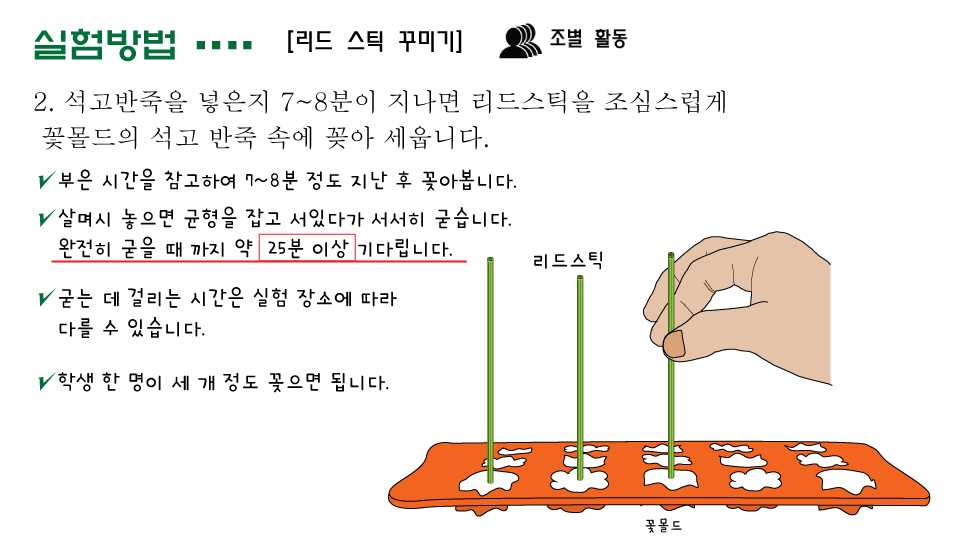 실험방법 ▪▪▪▪ [리드 스틱 꾸미기] 조별 활동
2. 석고반죽을 넣은지 7~8분이 지나면 리드스틱을 조심스럽게
꽃몰드의 석고 반죽 속에 꽂아 세웁니다.
✓부은 시간을 참고하여 7~8분 정도 지난 후 꽂아봅니다.
✓살며시 놓으면 균형을 잡고 서있다가 서서히 굳습니다.
완전히 굳을 때 까지 약 25분 이상 기다립니다.
리드스틱
✓굳는 데 걸리는 시간은 실험 장소에 따라
다를 수 있습니다.
✓학생 한 명이 세 개 정도 꽂으면 됩니다.
꽃몰드